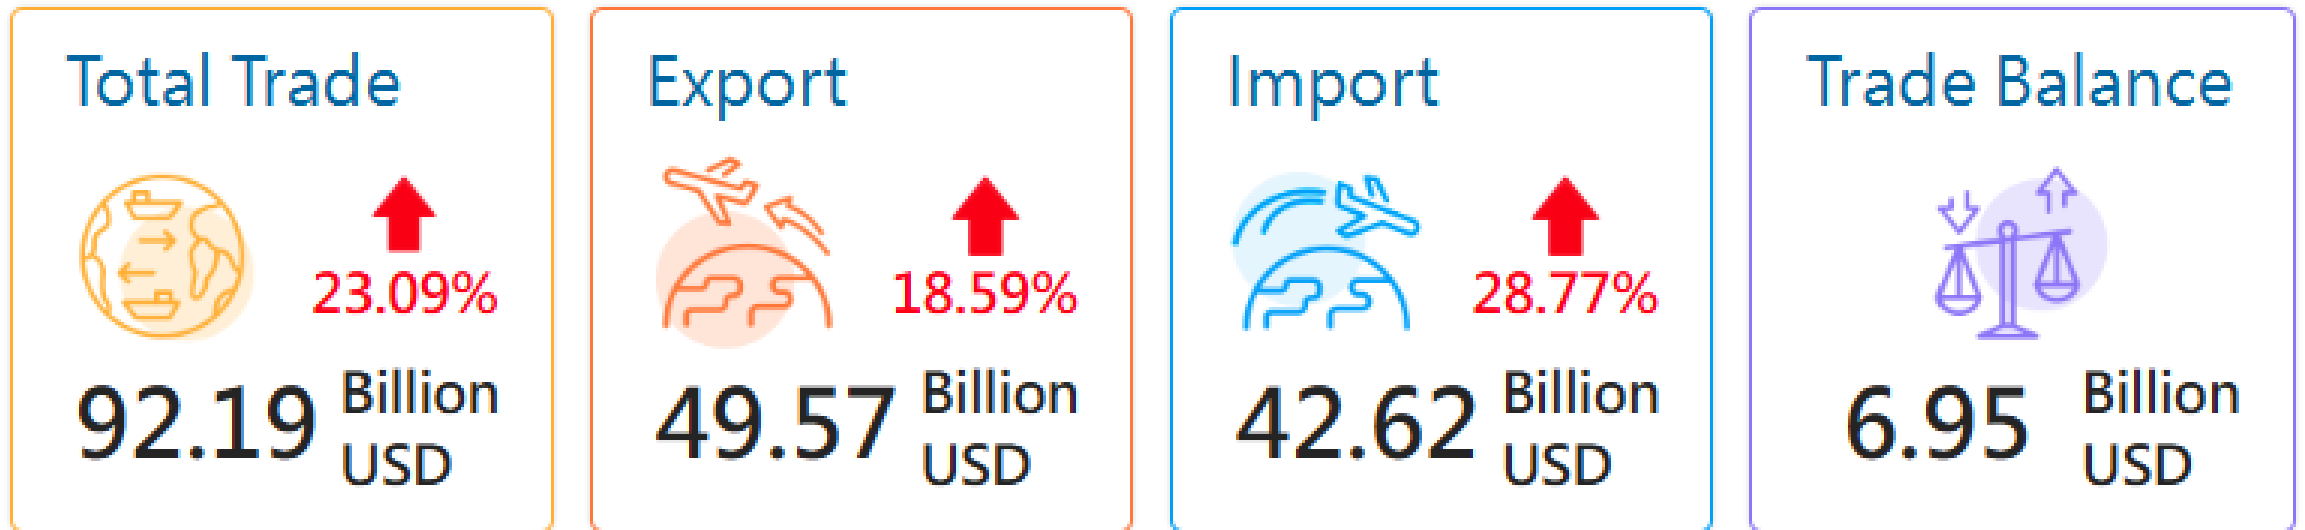 Total Trade
23.09%
92.19 Billion USD
Export
18.59%
49.57 Billion USD
Import
28.77%
42.62 Billion USD
Trade Balance
6.95 Billion USD